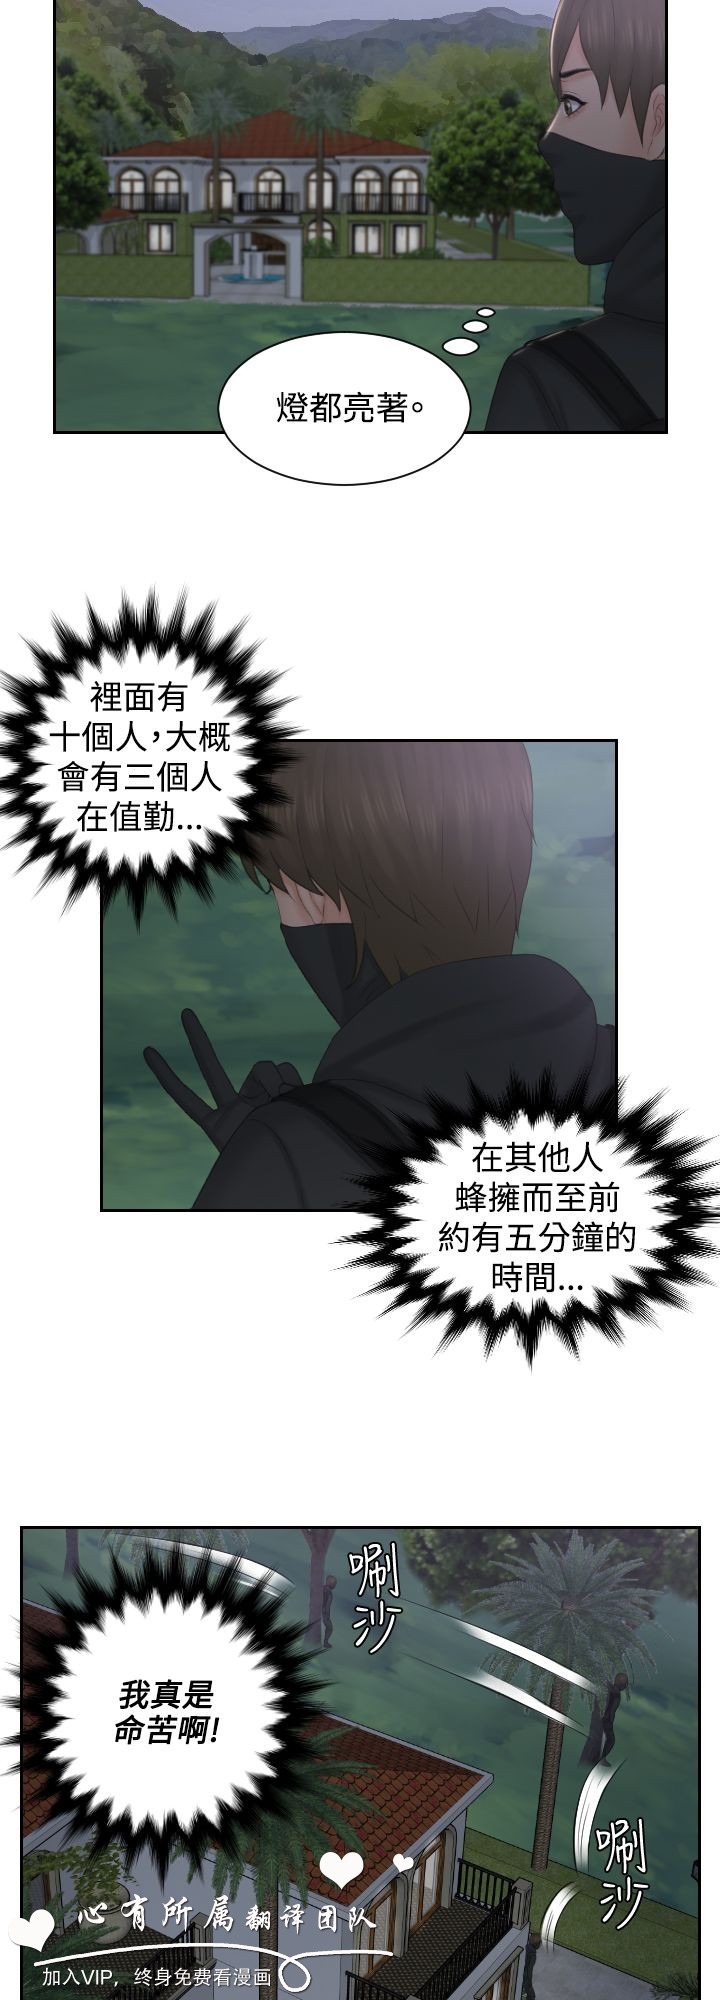 燈都亮著。
裡面有
十個人，大概
會有三個人
在值勤...
在其他人
蜂擁而至前
約有五分鐘的
時間...
唰
沙
我真是
命苦啊！
唰
沙
心有所属翻译团队
加入VIP，终身免费看漫画